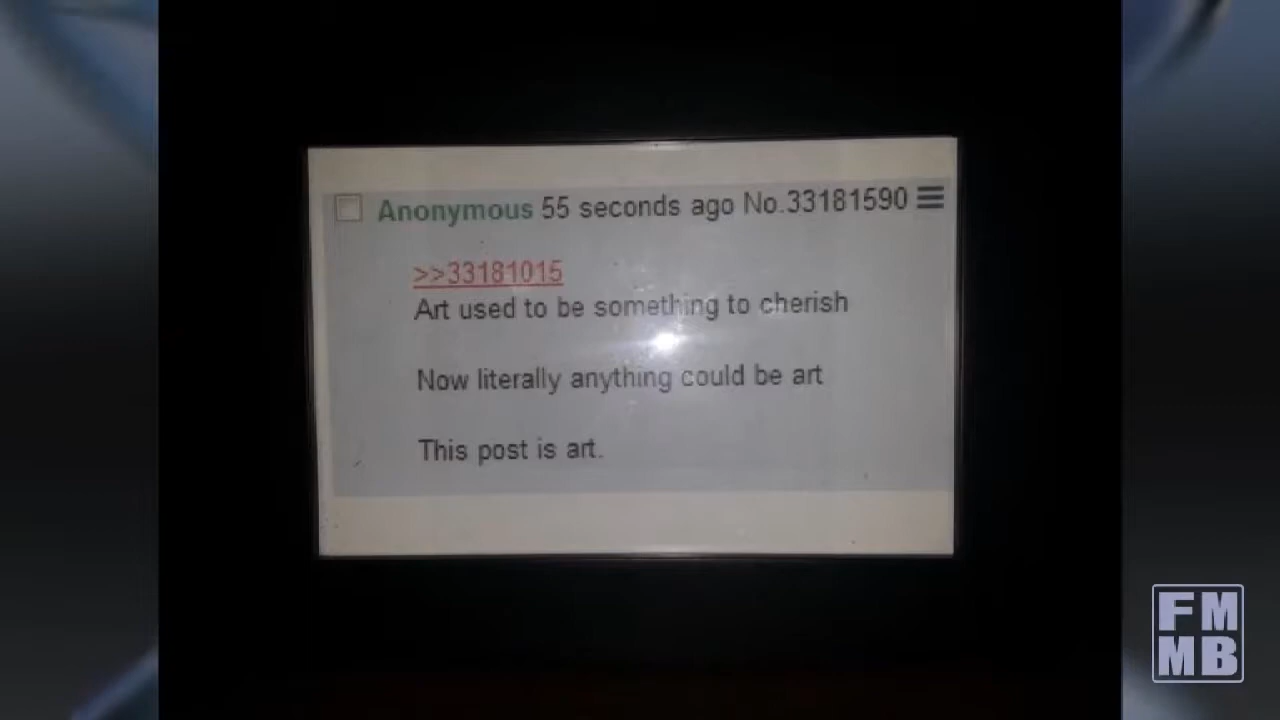 Anonymous 55 seconds ago No.33181590
>>33181015
Art used to be something to cherish
Now literally anything could be art
This post is art.
FM
MB